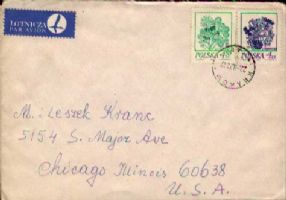 LOTNICZA
PAR AVION
POLSKA POLSKA
M. i Leszek Kranc
5154 S. Major Ave
Chicago Illinois 60638
U.S.A.